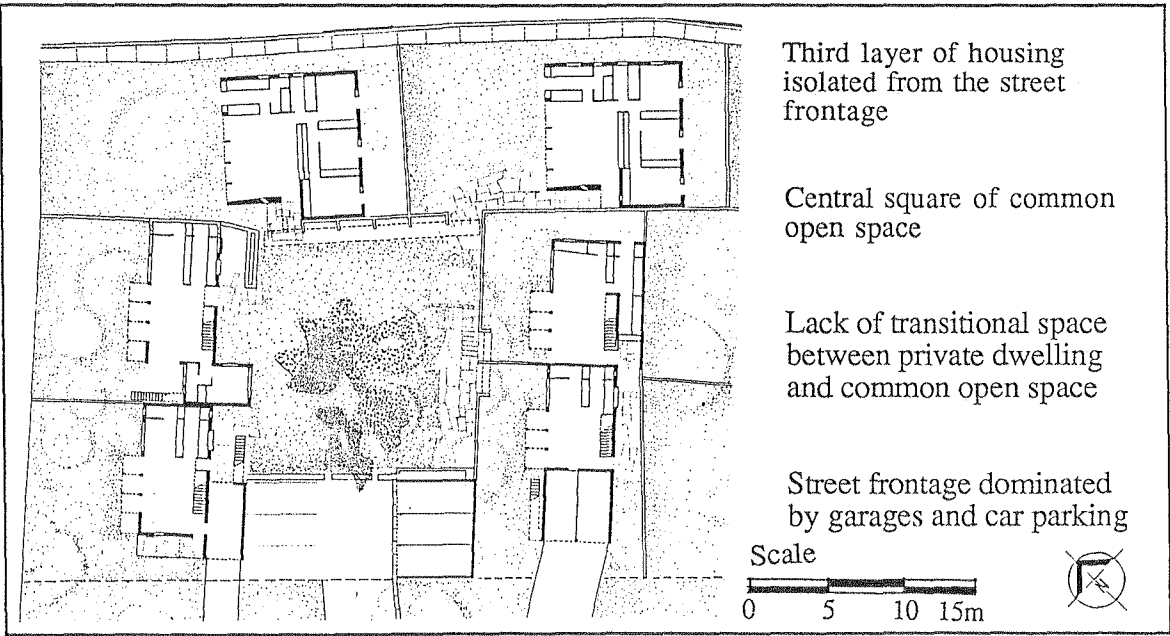 Third layer of housing
isolated from the street
frontage
Central square of common
open space
Lack of transitional space
between private dwelling
and common open space
Street frontage dominated
by garages and car parking
Scale
0 5 10 15m